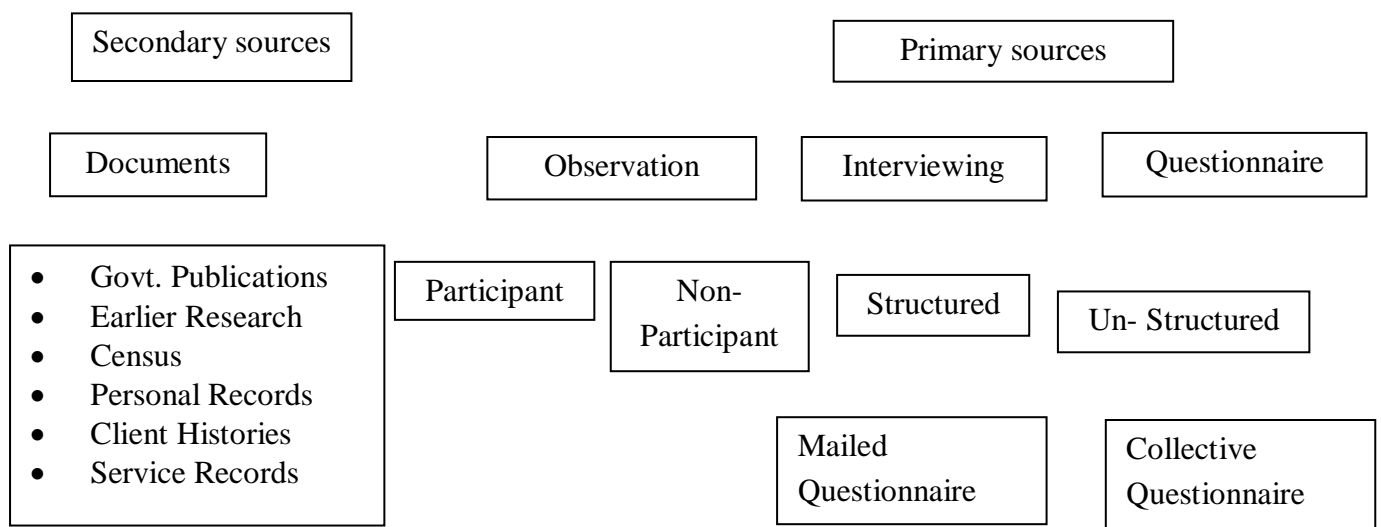 Secondary sources
Primary sources
Documents
Observation
Interviewing
Questionnaire
• Govt. Publications
• Earlier Research
• Census
• Personal Records
• Client Histories
• Service Records
Participant
Non-
Participant
Structured
Un- Structured
Mailed
Questionnaire
Collective
Questionnaire